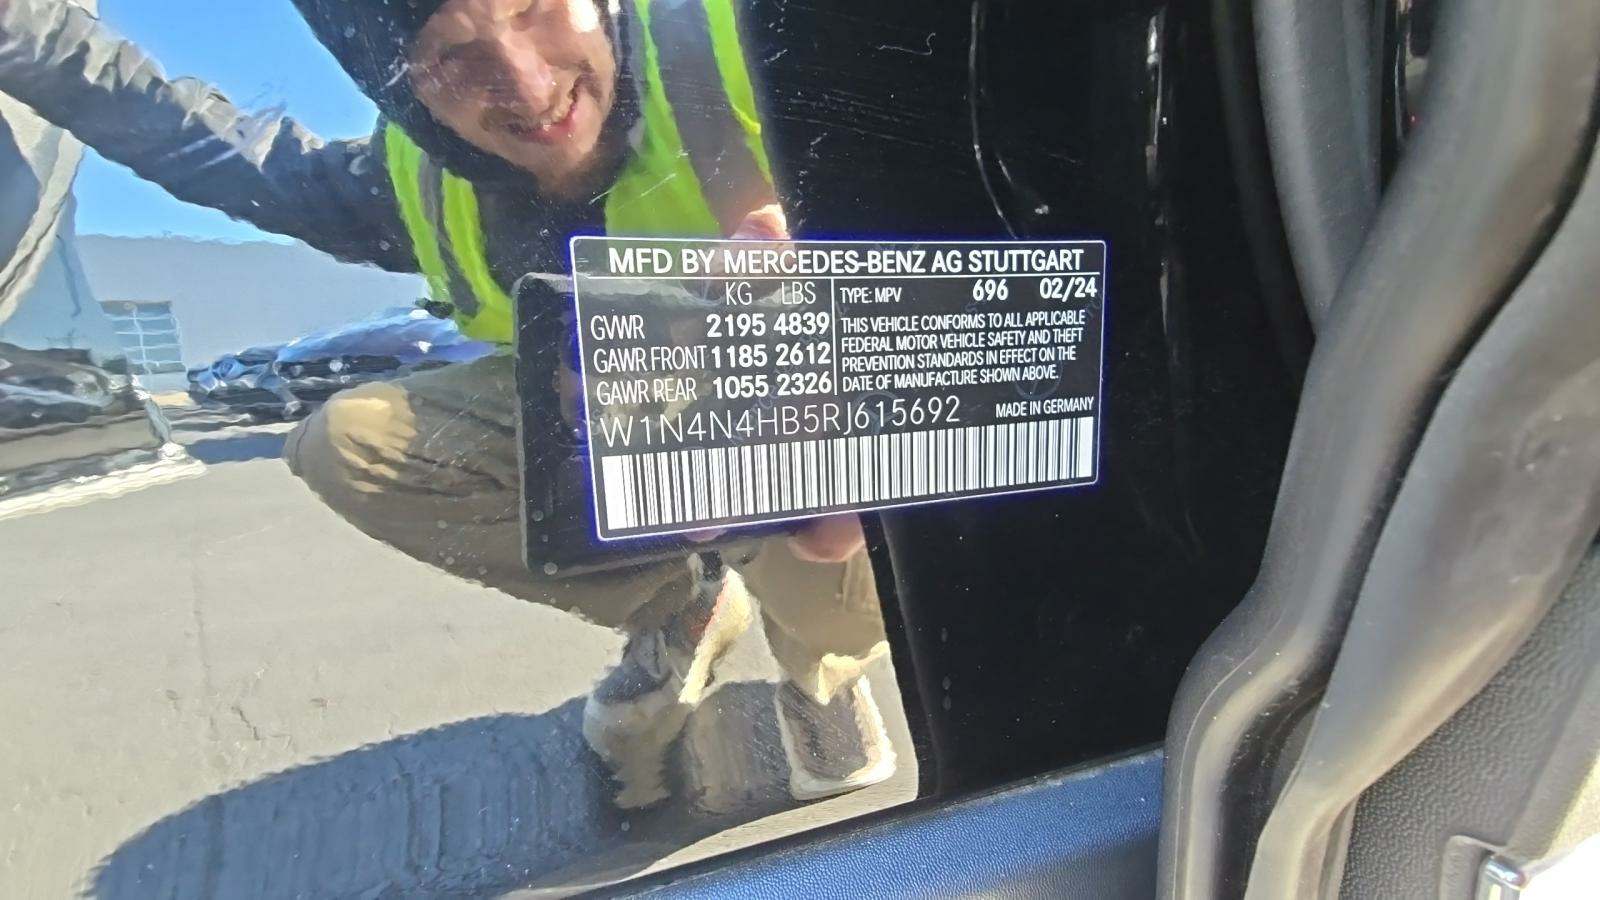 MFD BY MERCEDES-BENZ AG STUTTGART
KG LBS
GVWR 2195 4839
GAWR FRONT 1185 2612
GAWR REAR 1055 2326
TYPE: MPV 696 02/24
THIS VEHICLE CONFORMS TO ALL APPLICABLE
FEDERAL MOTOR VEHICLE SAFETY AND THEFT
PREVENTION STANDARDS IN EFFECT ON THE
DATE OF MANUFACTURE SHOWN ABOVE.
W1N4N4HB5RJ615692 MADE IN GERMANY